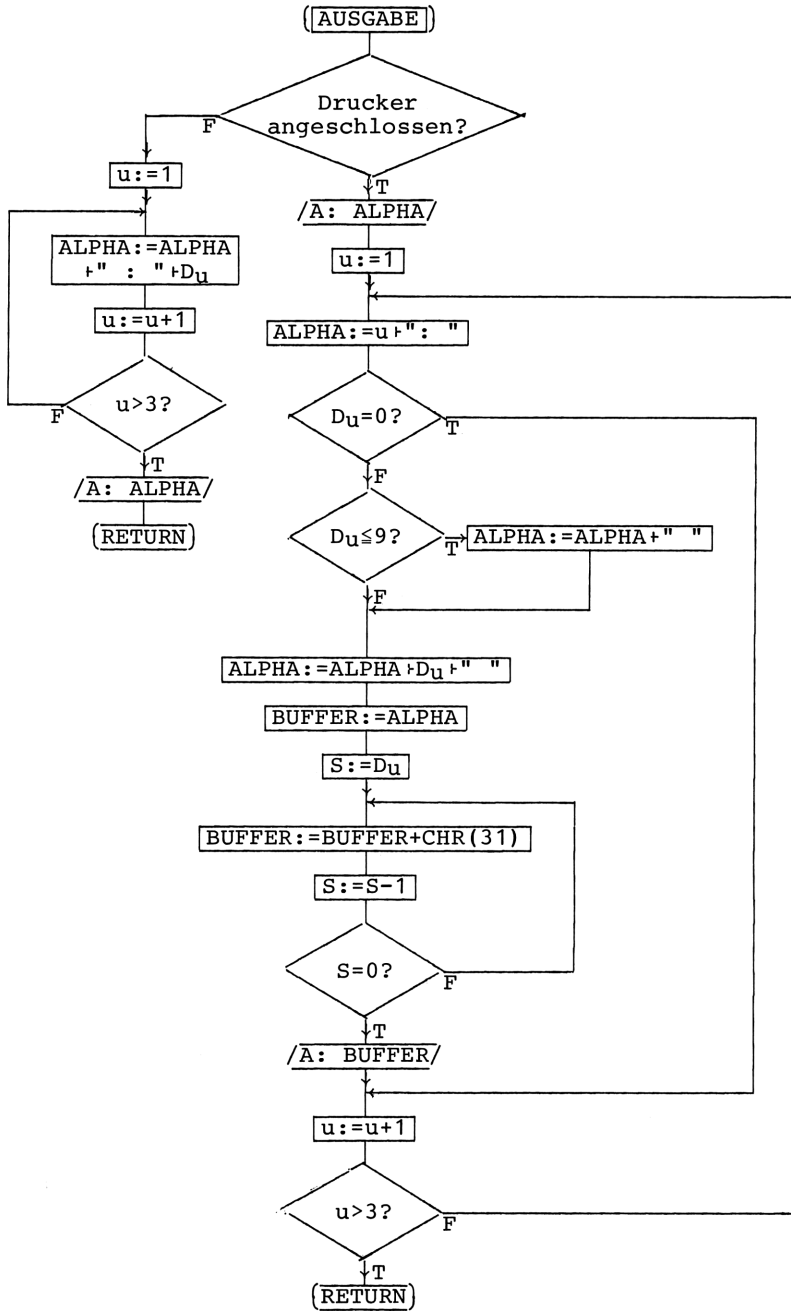 AUSGABE
Drucker
angeschlossen?
F
T
u:=1
ALPHA:=ALPHA
+" : "+Du
u:=u+1
u>3?
F
T
/A: ALPHA/
(RETURN)
/A: ALPHA/
u:=1
ALPHA:=u+": "
Du=0?
T
F
Du≦9?
T
ALPHA:=ALPHA+" "
F
ALPHA:=ALPHA+Du+" "
BUFFER:=ALPHA
S:=Du
BUFFER:=BUFFER+CHR(31)
S:=S-1
S=0?
F
T
/A: BUFFER/
u:=u+1
u>3?
F
T
(RETURN)